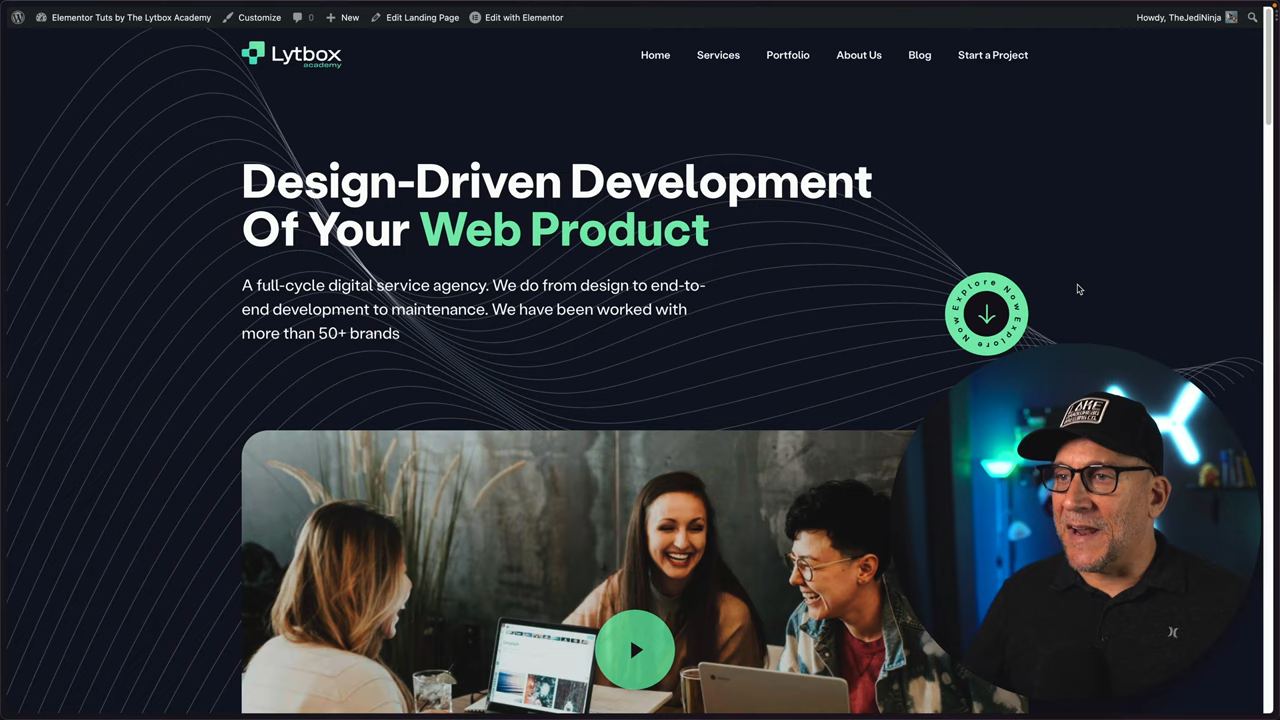 Elementor Tuts by The Lytbox Academy Customize 0 New Edit Landing Page Edit with Elementor Howdy, TheJediNinja
Lytbox
academy
Home Services Portfolio About Us Blog Start a Project
Design-Driven Development
Of Your Web Product
A full-cycle digital service agency. We do from design to end-to-
end development to maintenance. We have been worked with
more than 50+ brands
Explore Now Explore Now
LAKE